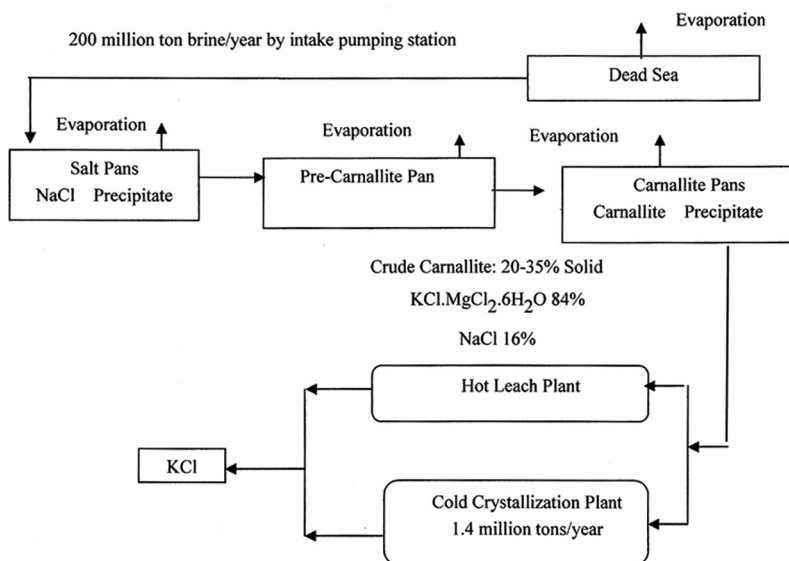 Evaporation
200 million ton brine/year by intake pumping station
Dead Sea
Evaporation
Evaporation
Evaporation
Salt Pans
NaCl Precipitate
Pre-Carnallite Pan
Carnallite Pans
Carnallite Precipitate
Crude Carnallite: 20-35% Solid
KCl.MgCl₂.6H₂O 84%
NaCl 16%
Hot Leach Plant
KCl
Cold Crystallization Plant
1.4 million tons/year